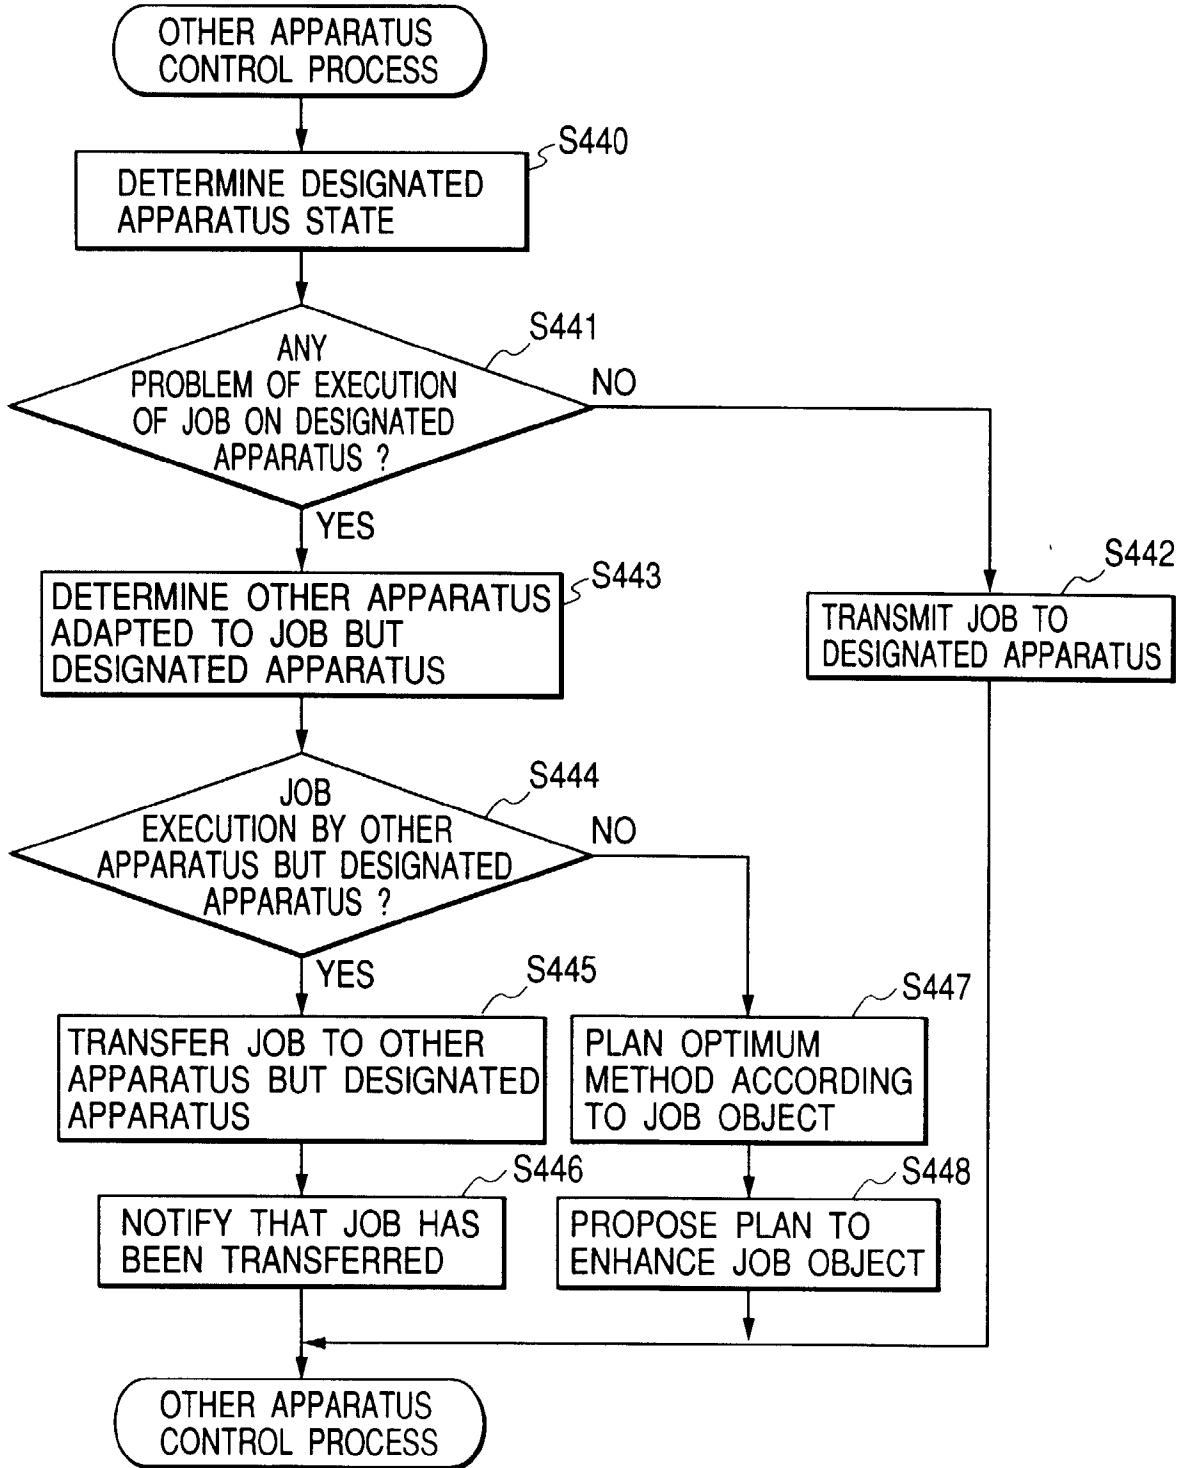 OTHER APPARATUS
CONTROL PROCESS
S440
DETERMINE DESIGNATED
APPARATUS STATE
S441
ANY
PROBLEM OF EXECUTION
OF JOB ON DESIGNATED
APPARATUS ?
NO
YES
S442
TRANSMIT JOB TO
DESIGNATED APPARATUS
S443
DETERMINE OTHER APPARATUS
ADAPTED TO JOB BUT
DESIGNATED APPARATUS
S444
JOB
EXECUTION BY OTHER
APPARATUS BUT DESIGNATED
APPARATUS ?
NO
YES
S445
TRANSFER JOB TO OTHER
APPARATUS BUT DESIGNATED
APPARATUS
S446
NOTIFY THAT JOB HAS
BEEN TRANSFERRED
S447
PLAN OPTIMUM
METHOD ACCORDING
TO JOB OBJECT
S448
PROPOSE PLAN TO
ENHANCE JOB OBJECT
OTHER APPARATUS
CONTROL PROCESS